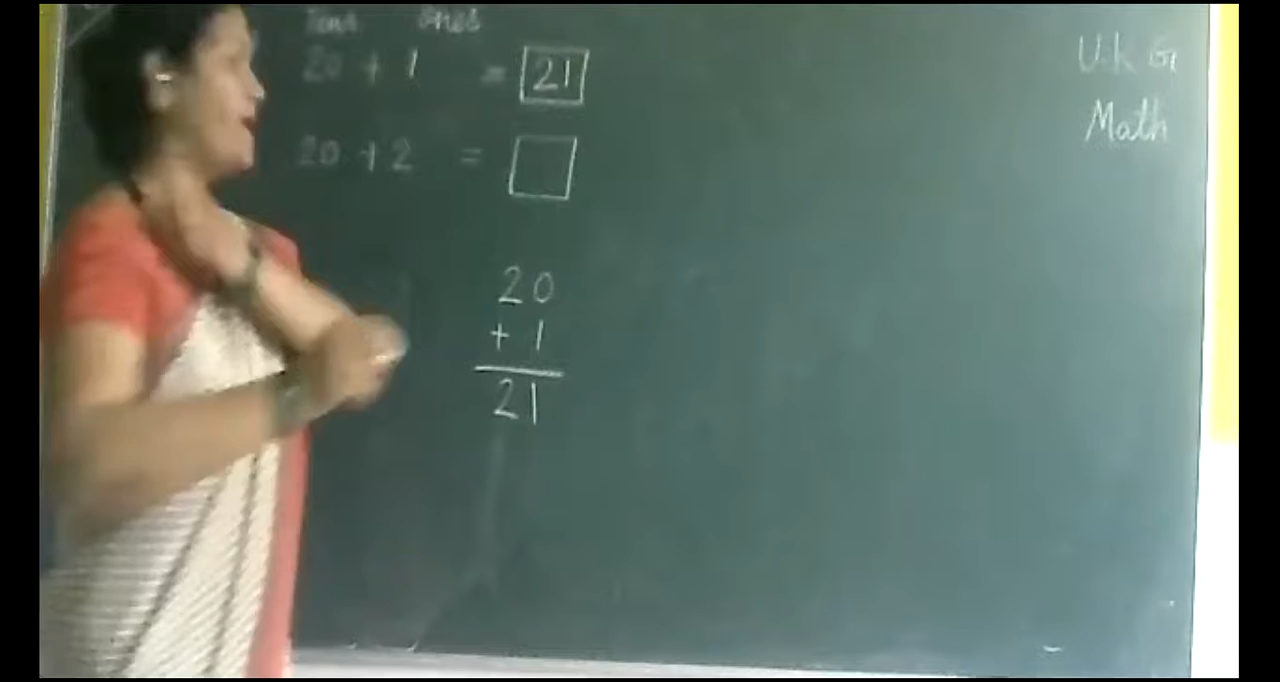 Tens Ones
20 + 1 = 21
20 + 2 =
20
+ 1
21
U.K.G
Math